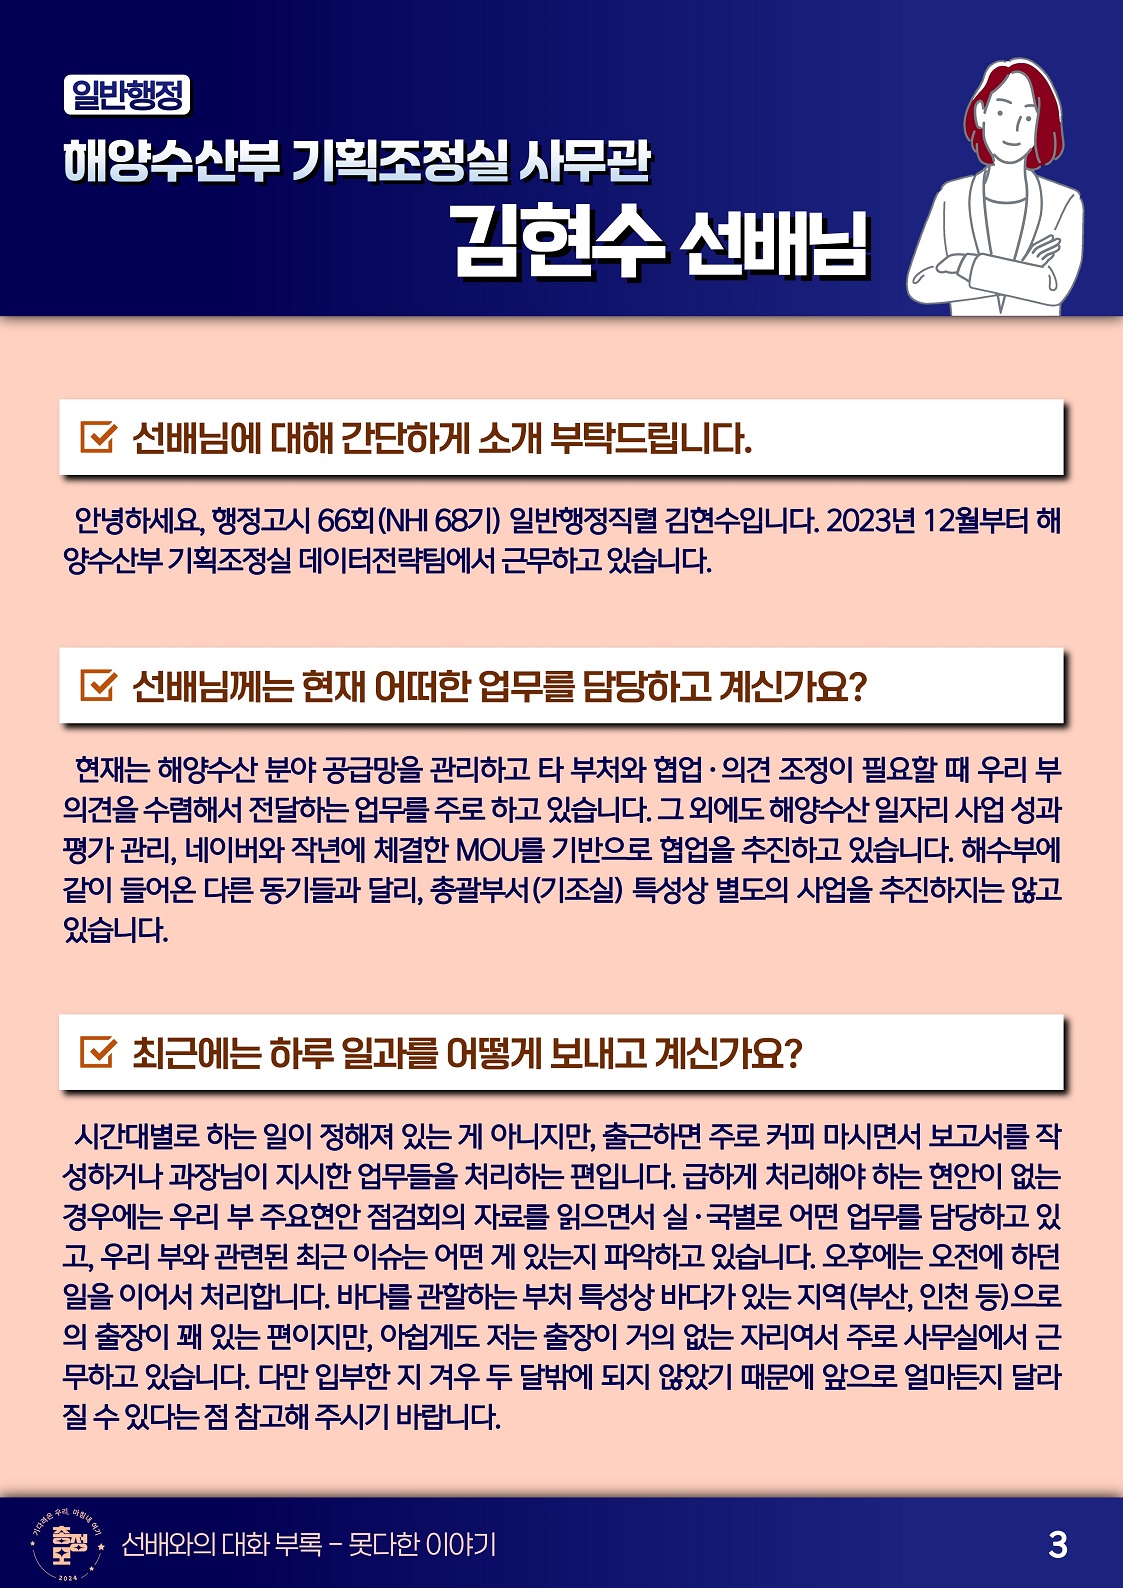 일반행정
해양수산부 기획조정실 사무관
김현수 선배님
선배님에 대해 간단하게 소개 부탁드립니다.
안녕하세요, 행정고시 66회(NHI 68기) 일반행정직렬 김현수입니다. 2023년 12월부터 해
양수산부 기획조정실 데이터전략팀에서 근무하고 있습니다.
선배님께는 현재 어떠한 업무를 담당하고 계신가요?
현재는 해양수산 분야 공급망을 관리하고 타 부처와 협업·의견 조정이 필요할 때 우리 부
의견을 수렴해서 전달하는 업무를 주로 하고 있습니다. 그 외에도 해양수산 일자리 사업 성과
평가 관리, 네이버와 작년에 체결한 MOU를 기반으로 협업을 추진하고 있습니다. 해수부에
같이 들어온 다른 동기들과 달리, 총괄부서(기조실) 특성상 별도의 사업을 추진하지는 않고
있습니다.
최근에는 하루 일과를 어떻게 보내고 계신가요?
시간대별로 하는 일이 정해져 있는 게 아니지만, 출근하면 주로 커피 마시면서 보고서를 작
성하거나 과장님이 지시한 업무들을 처리하는 편입니다. 급하게 처리해야 하는 현안이 없는
경우에는 우리 부 주요현안 점검회의 자료를 읽으면서 실·국별로 어떤 업무를 담당하고 있
고, 우리 부와 관련된 최근 이슈는 어떤 게 있는지 파악하고 있습니다. 오후에는 오전에 하던
일을 이어서 처리합니다. 바다를 관할하는 부처 특성상 바다가 있는 지역(부산, 인천 등)으로
의 출장이 꽤 있는 편이지만, 아쉽게도 저는 출장이 거의 없는 자리여서 주로 사무실에서 근
무하고 있습니다. 다만 입부한 지 겨우 두 달밖에 되지 않았기 때문에 앞으로 얼마든지 달라
질 수 있다는 점 참고해 주시기 바랍니다.
기다려온 우리, 마침내 여기
총정모
2024
선배와의 대화 부록 - 못다한 이야기
3